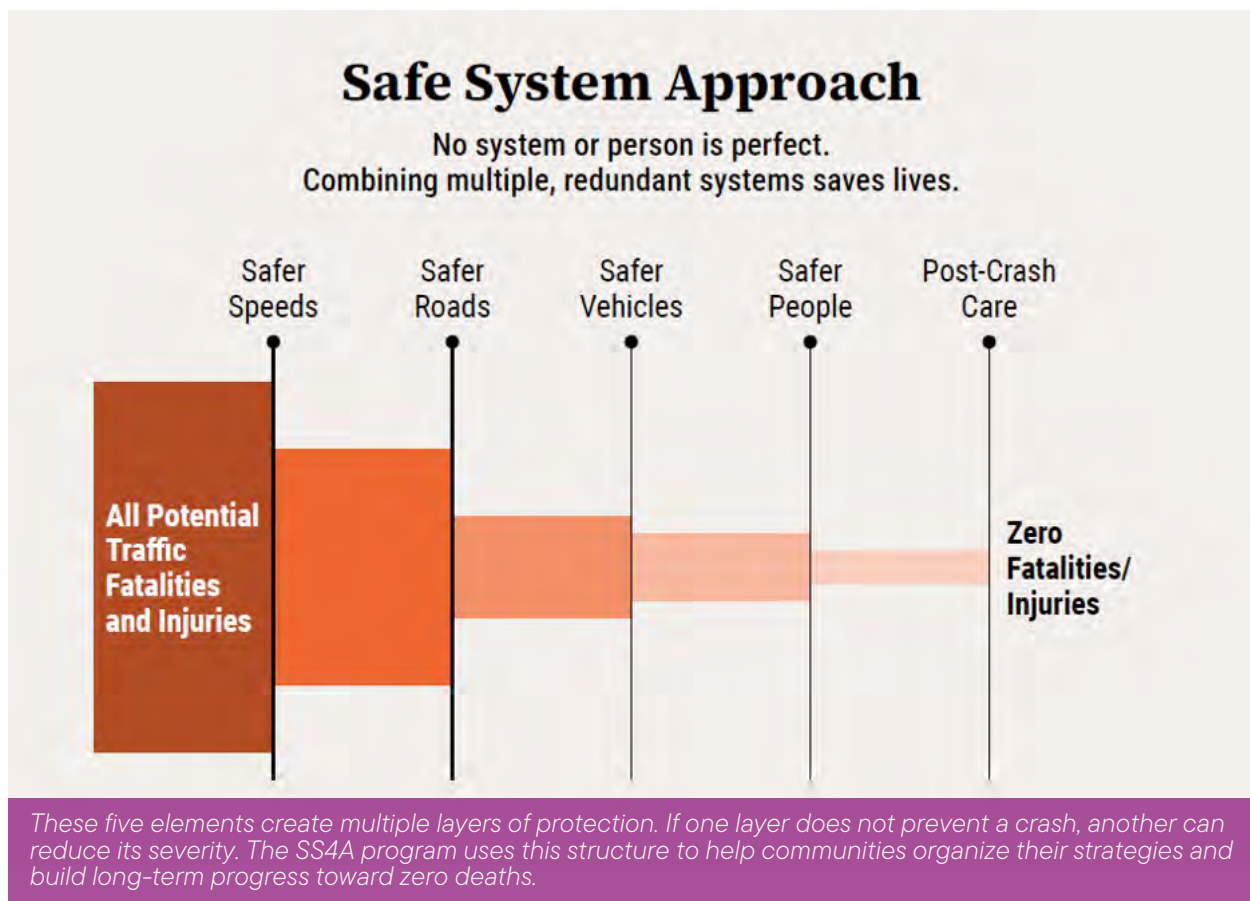 Safe System Approach
No system or person is perfect.
Combining multiple, redundant systems saves lives.
Safer
Speeds
Safer
Roads
Safer
Vehicles
Safer
People
Post-Crash
Care
All Potential
Traffic
Fatalities
and Injuries
Zero
Fatalities/
Injuries
These five elements create multiple layers of protection. If one layer does not prevent a crash, another can
reduce its severity. The SS4A program uses this structure to help communities organize their strategies and
build long-term progress toward zero deaths.